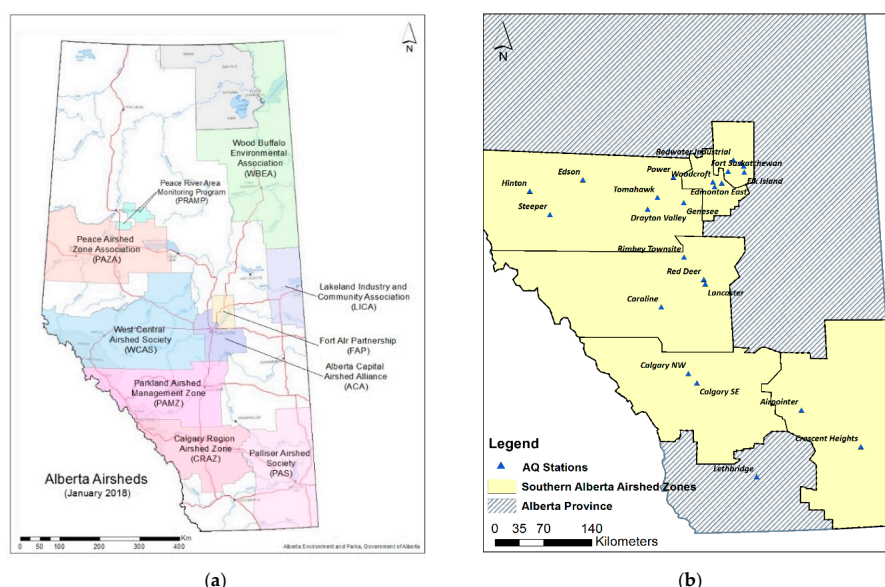 N
Wood Buffalo
Environmental
Association
(WBEA)
Peace River Area
Monitoring Program
(PRAMP)
Peace Airshed
Zone Association
(PAZA)
Lakeland Industry and
Community Association
(LICA)
West Central
Airshed Society
(WCAS)
Fort Air Partnership
(FAP)
Alberta Capital
Airshed Alliance
(ACA)
Parkland Airshed
Management Zone
(PAMZ)
Calgary Region
Airshed Zone
(CRAZ)
Palliser Airshed
Society
(PAS)
Alberta Airsheds
(January 2018)
0 50 100 200 300 400
Km
Alberta Environment and Parks, Government of Alberta
(a)
N
Redwater Industrial
Fort Saskatchewan
Power
Woodcroft
Elk Island
Edson
Hinton
Tomahawk
Edmonton East
Steeper
Genesee
Drayton Valley
Rimbey Townsite
Red Deer
Lancaster
Caroline
Calgary NW
Calgary SE
Airpointer
Crescent Heights
Lethbridge
Legend
AQ Stations
Southern Alberta Airshed Zones
Alberta Province
0 35 70 140
Kilometers
(b)